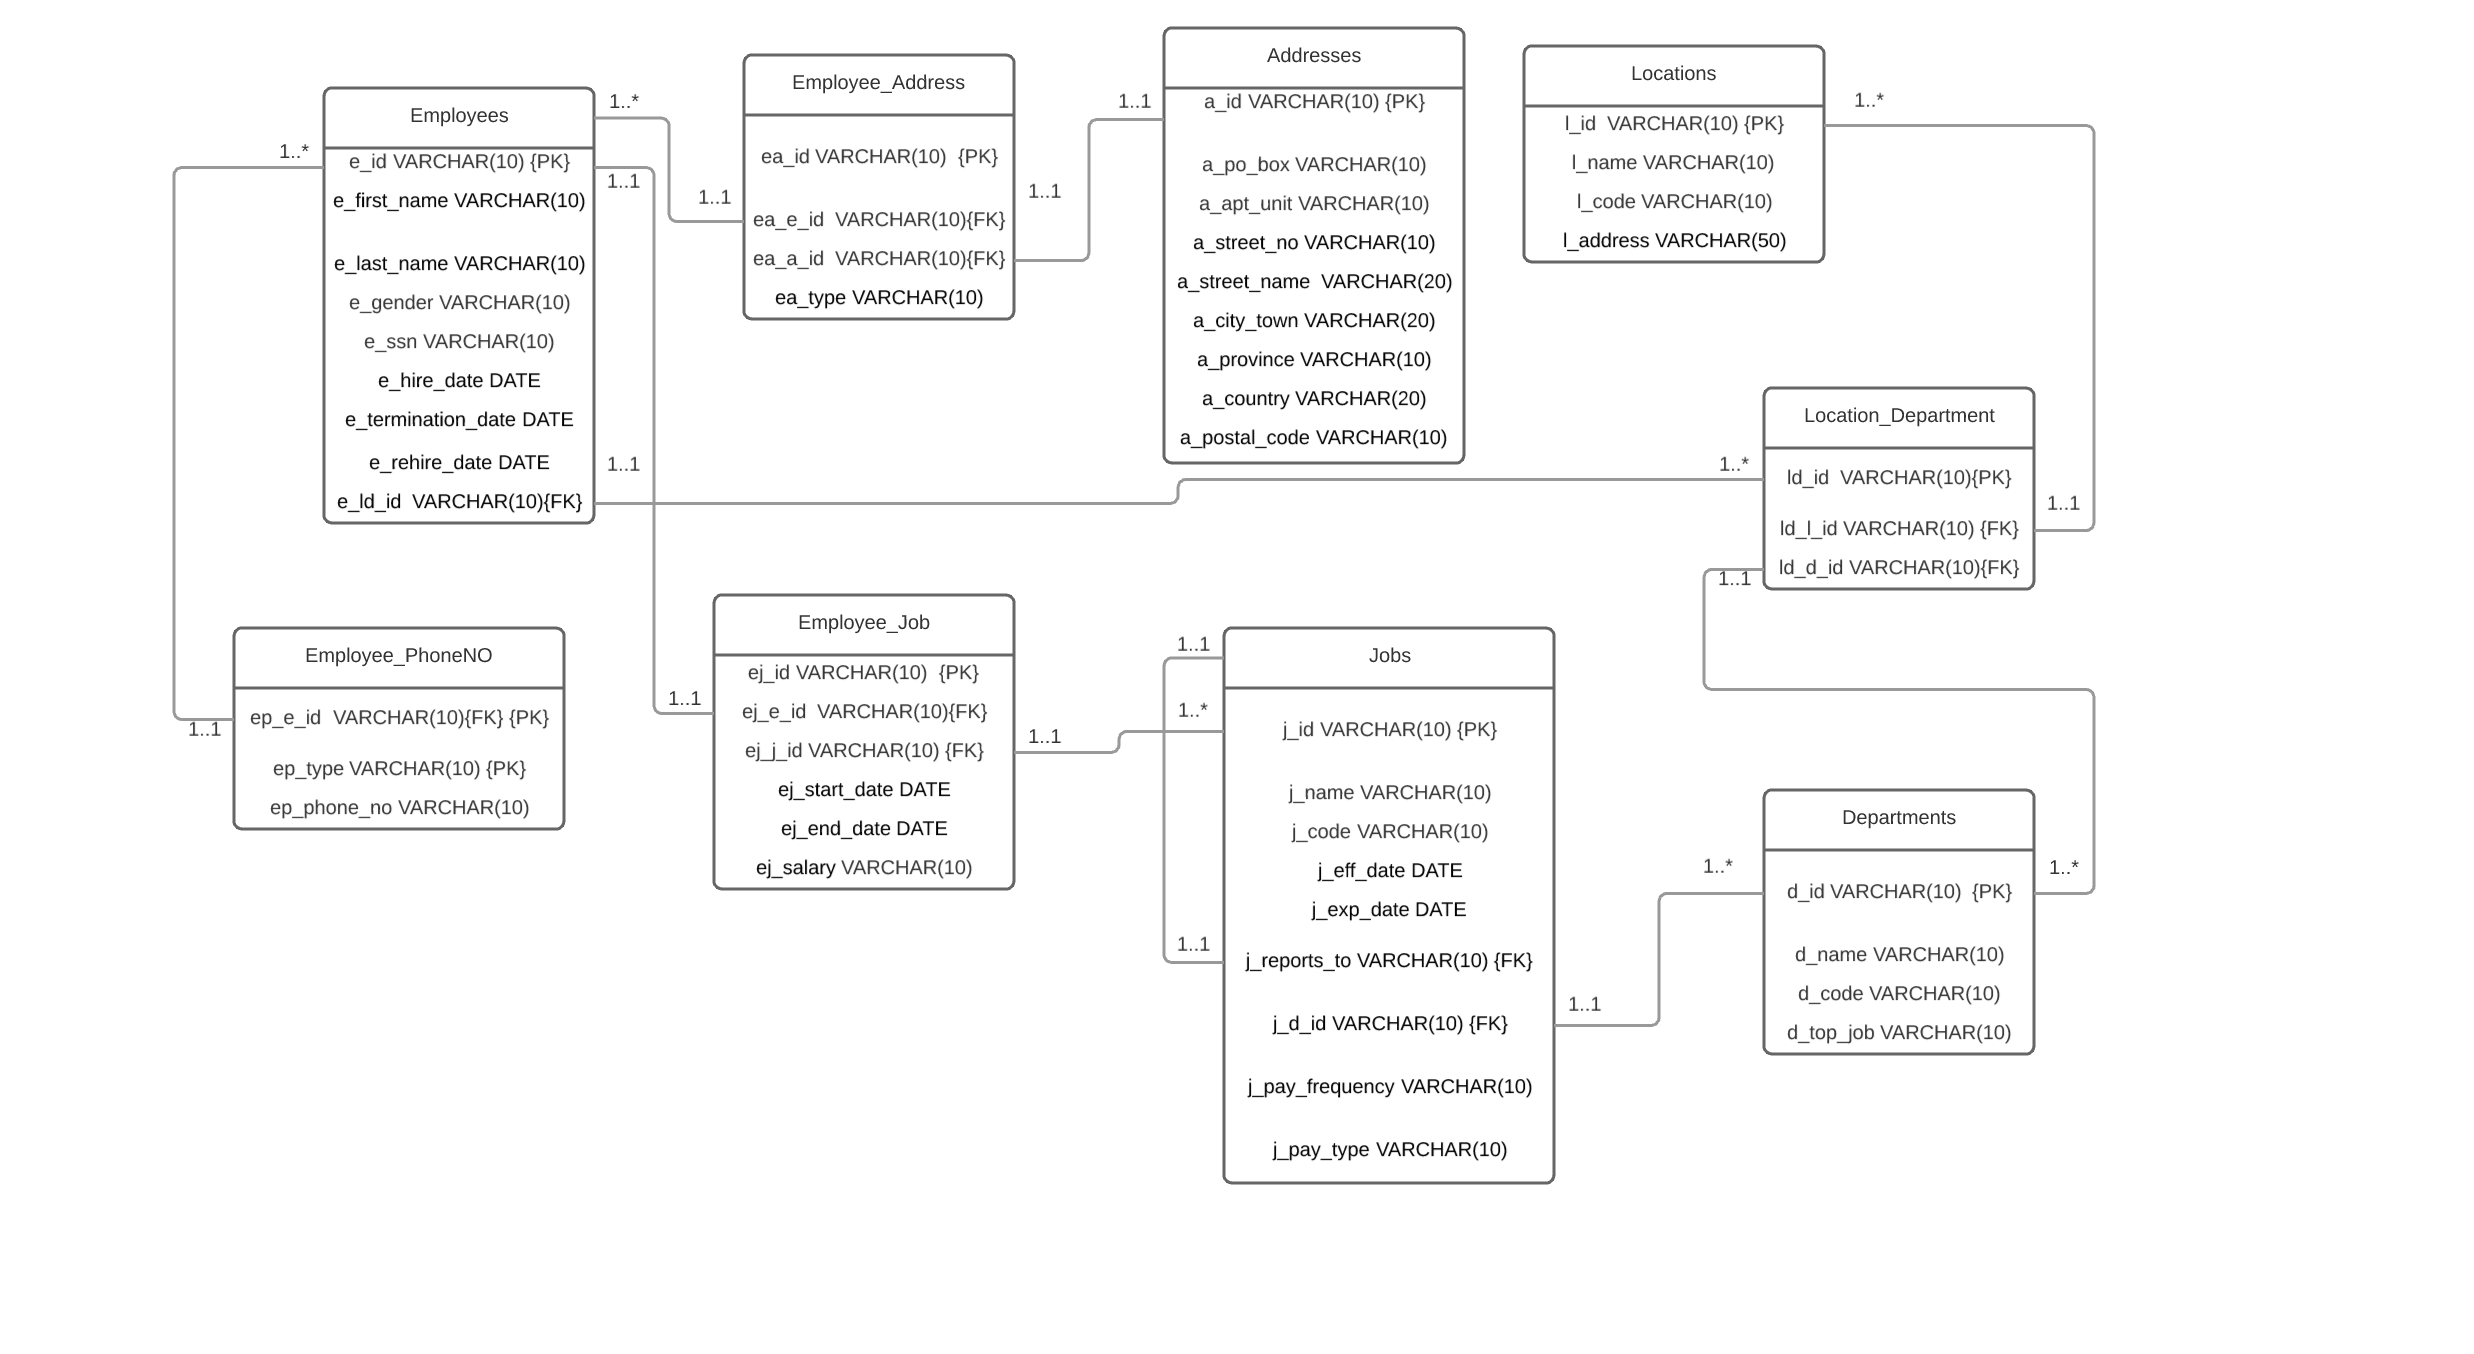 Employees
e_id VARCHAR(10) {PK}
e_first_name VARCHAR(10)
e_last_name VARCHAR(10)
e_gender VARCHAR(10)
e_ssn VARCHAR(10)
e_hire_date DATE
e_termination_date DATE
e_rehire_date DATE
e_ld_id  VARCHAR(10){FK}
1..*
1..*
1..1
1..1
1..1
Employee_Address
ea_id VARCHAR(10)  {PK}
ea_e_id  VARCHAR(10){FK}
ea_a_id  VARCHAR(10){FK}
ea_type VARCHAR(10)
1..1
1..1
Addresses
a_id VARCHAR(10) {PK}
a_po_box VARCHAR(10)
a_apt_unit VARCHAR(10)
a_street_no VARCHAR(10)
a_street_name  VARCHAR(20)
a_city_town VARCHAR(20)
a_province VARCHAR(10)
a_country VARCHAR(20)
a_postal_code VARCHAR(10)
Locations
l_id  VARCHAR(10) {PK}
l_name VARCHAR(10)
l_code VARCHAR(10)
l_address VARCHAR(50)
1..*
Location_Department
ld_id  VARCHAR(10){PK}
ld_l_id VARCHAR(10) {FK}
ld_d_id VARCHAR(10){FK}
1..*
1..1
1..1
Employee_PhoneNO
ep_e_id  VARCHAR(10){FK} {PK}
ep_type VARCHAR(10) {PK}
ep_phone_no VARCHAR(10)
1..1
Employee_Job
ej_id VARCHAR(10)  {PK}
ej_e_id  VARCHAR(10){FK}
ej_j_id VARCHAR(10) {FK}
ej_start_date DATE
ej_end_date DATE
ej_salary VARCHAR(10)
1..1
1..1
Jobs
j_id VARCHAR(10) {PK}
j_name VARCHAR(10)
j_code VARCHAR(10)
j_eff_date DATE
j_exp_date DATE
j_reports_to VARCHAR(10) {FK}
j_d_id VARCHAR(10) {FK}
j_pay_frequency VARCHAR(10)
j_pay_type VARCHAR(10)
1..1
1..*
1..1
1..1
Departments
d_id VARCHAR(10)  {PK}
d_name VARCHAR(10)
d_code VARCHAR(10)
d_top_job VARCHAR(10)
1..*
1..*
1..1